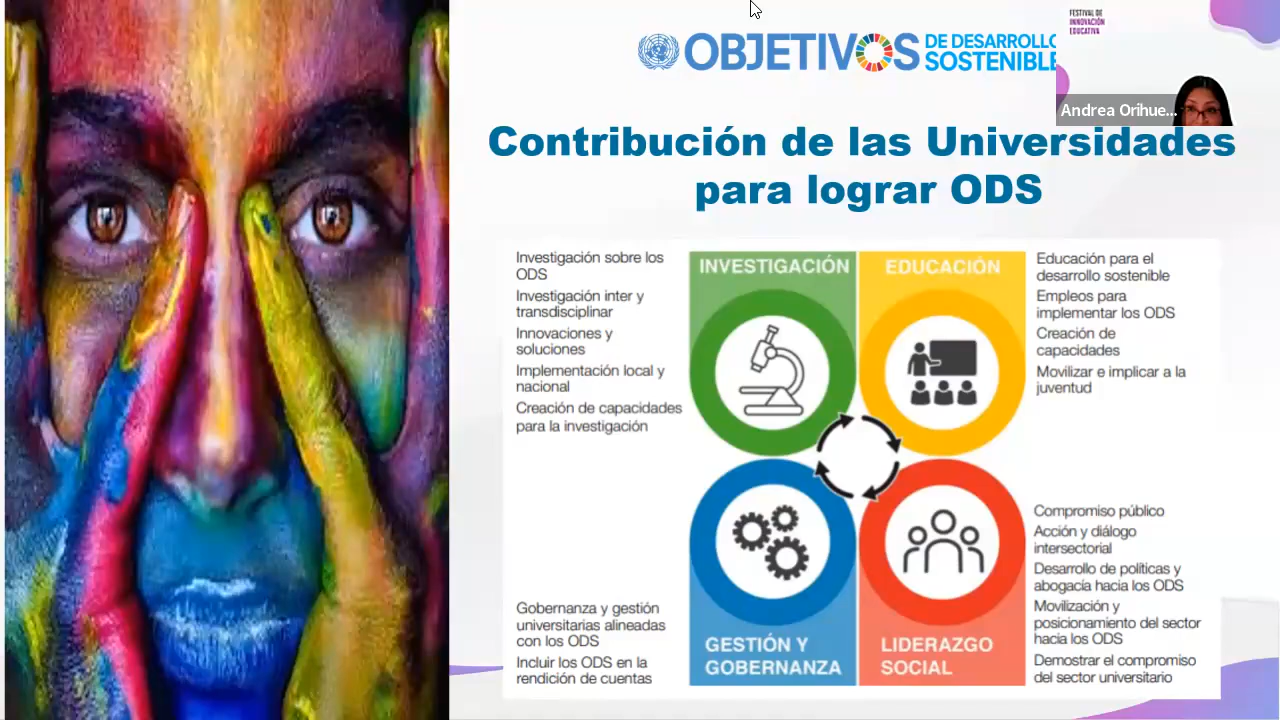 FESTIVAL DE
INNOVACIÓN
EDUCATIVA
OBJETIVOS
DE DESARROLLO
SOSTENIBLE
Andrea Orihue...
Contribución de las Universidades
para lograr ODS
Investigación sobre los
ODS
Investigación inter y
transdisciplinar
Innovaciones y
soluciones
Implementación local y
nacional
Creación de capacidades
para la investigación
INVESTIGACIÓN
EDUCACIÓN
Educación para el
desarrollo sostenible
Empleos para
implementar los ODS
Creación de
capacidades
Movilizar e implicar a la
juventud
Gobernanza y gestión
universitarias alineadas
con los ODS
Incluir los ODS en la
rendición de cuentas
GESTIÓN Y
GOBERNANZA
LIDERAZGO
SOCIAL
Compromiso público
Acción y diálogo
intersectorial
Desarrollo de políticas y
abogacía hacia los ODS
Movilización y
posicionamiento del sector
hacia los ODS
Demostrar el compromiso
del sector universitario